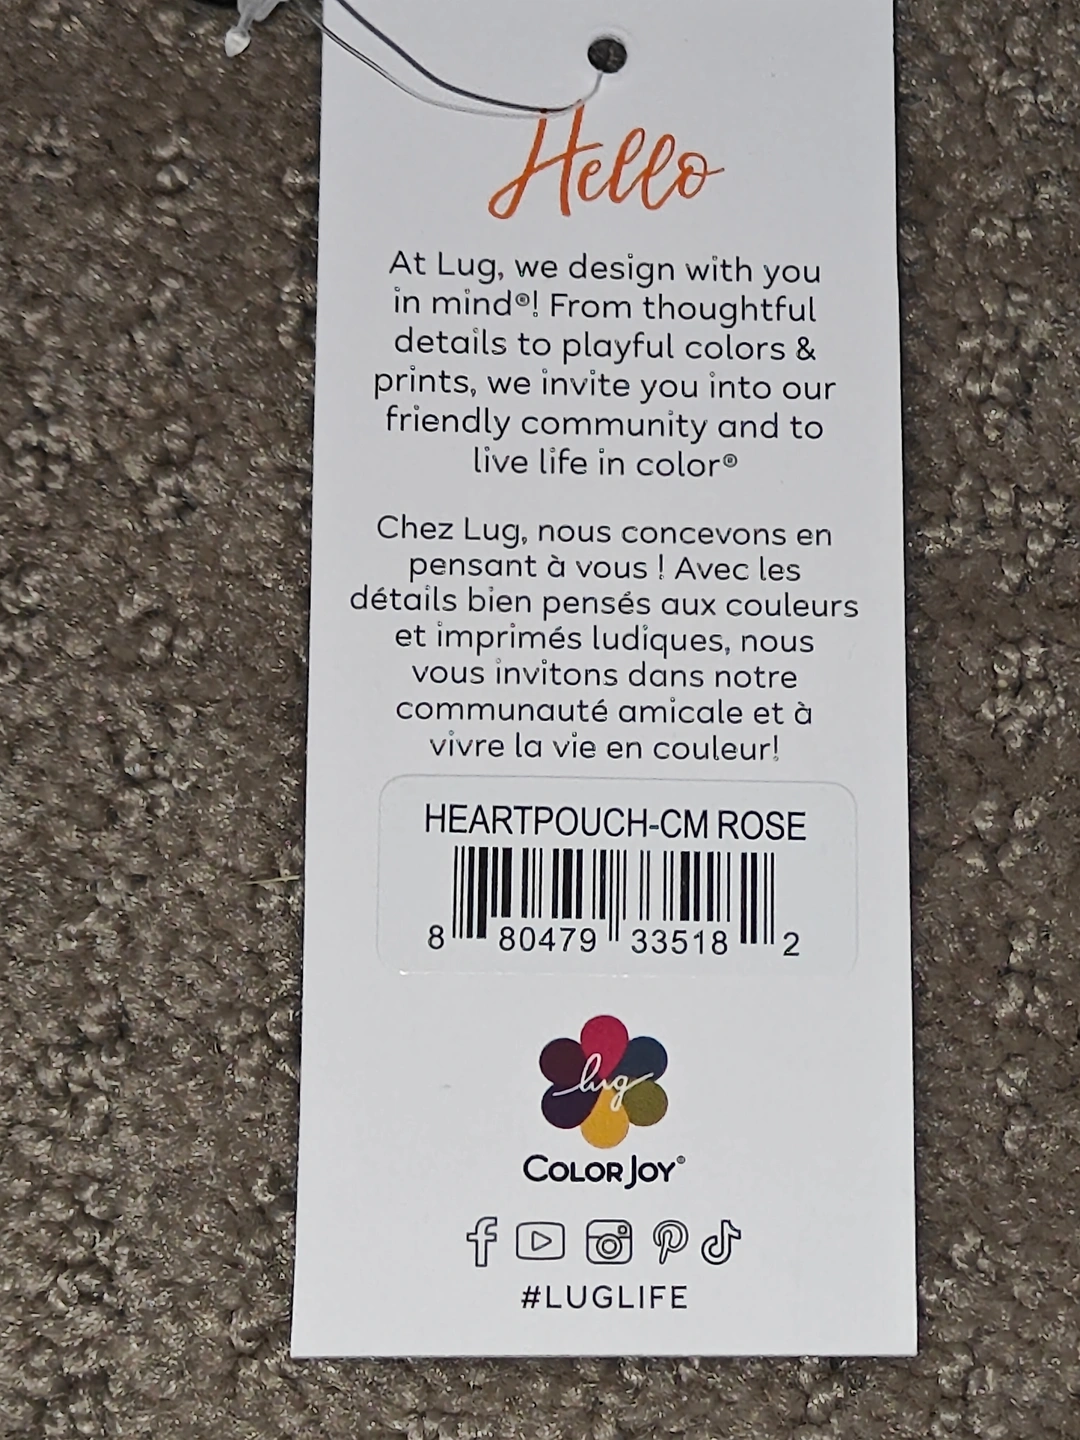 Hello
At Lug, we design with you
in mind®! From thoughtful
details to playful colors &
prints, we invite you into our
friendly community and to
live life in color®
Chez Lug, nous concevons en
pensant à vous ! Avec les
détails bien pensés aux couleurs
et imprimés ludiques, nous
vous invitons dans notre
communauté amicale et à
vivre la vie en couleur!
HEARTPOUCH-CM ROSE
8 80479 33518 2
lug
COLOR JOY®
#LUGLIFE